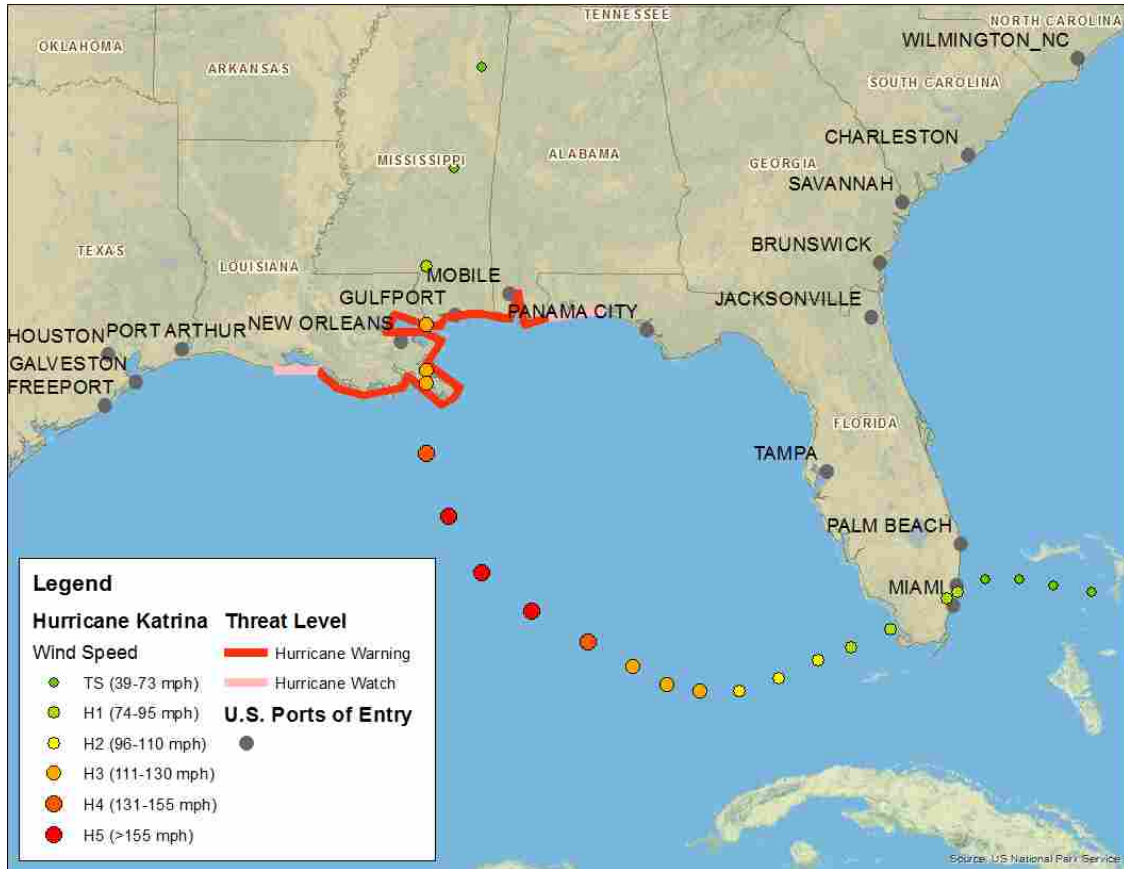 TENNESSEE
NORTH CAROLINA
WILMINGTON_NC
OKLAHOMA
ARKANSAS
SOUTH CAROLINA
CHARLESTON
MISSISSIPPI
ALABAMA
GEORGIA
SAVANNAH
TEXAS
LOUISIANA
BRUNSWICK
MOBILE
GULFPORT
JACKSONVILLE
PANAMA CITY
NEW ORLEANS
HOUSTON
PORT ARTHUR
GALVESTON
FREEPORT
FLORIDA
TAMPA
PALM BEACH
MIAMI
Legend
Hurricane Katrina
Wind Speed
TS (39-73 mph)
H1 (74-95 mph)
H2 (96-110 mph)
H3 (111-130 mph)
H4 (131-155 mph)
H5 (>155 mph)
Threat Level
Hurricane Warning
Hurricane Watch
U.S. Ports of Entry
Source: US National Park Service